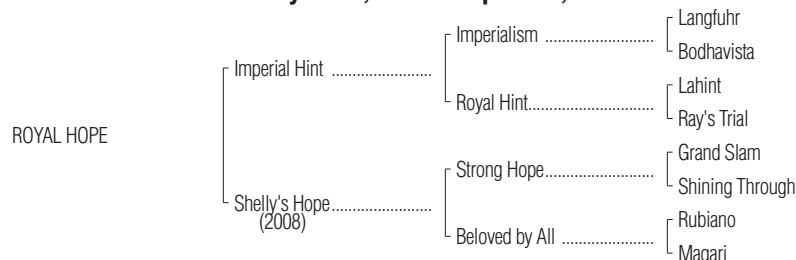 Langfuhr
Imperialism ............................
Bodhavista
Imperial Hint ..........................
Lahint
Royal Hint................................
Ray's Trial
ROYAL HOPE
Grand Slam
Strong Hope............................
Shining Through
Shelly's Hope..........................
(2008)
Rubiano
Beloved by All ........................
Magari